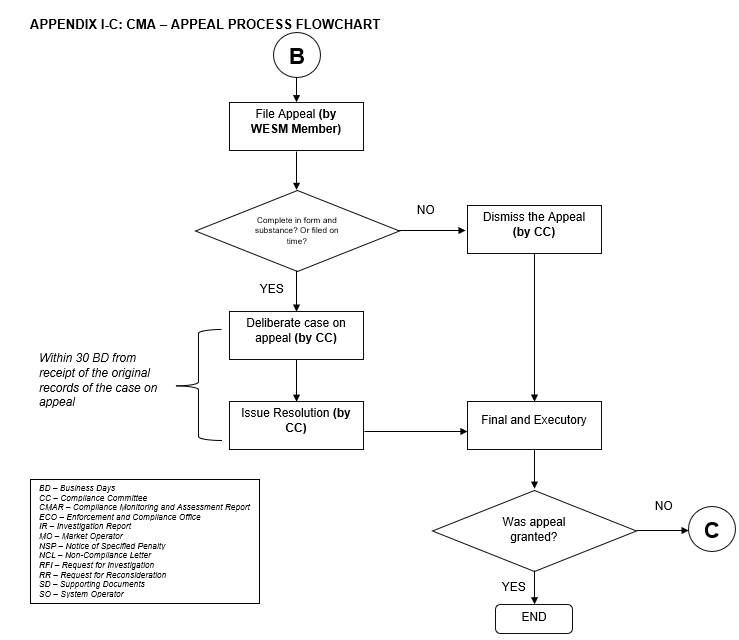 APPENDIX I-C: CMA – APPEAL PROCESS FLOWCHART
B
File Appeal (by
WESM Member)
Complete in form and
substance? Or filed on
time?
NO
Dismiss the Appeal
(by CC)
YES
Deliberate case on
appeal (by CC)
Within 30 BD from
receipt of the original
records of the case on
appeal
Issue Resolution (by
CC)
Final and Executory
Was appeal
granted?
NO
C
YES
END
BD – Business Days
CC – Compliance Committee
CMAR – Compliance Monitoring and Assessment Report
ECO – Enforcement and Compliance Office
IR – Investigation Report
MO – Market Operator
NSP – Notice of Specified Penalty
NCL – Non-Compliance Letter
RFI – Request for Investigation
RR – Request for Reconsideration
SD – Supporting Documents
SO – System Operator